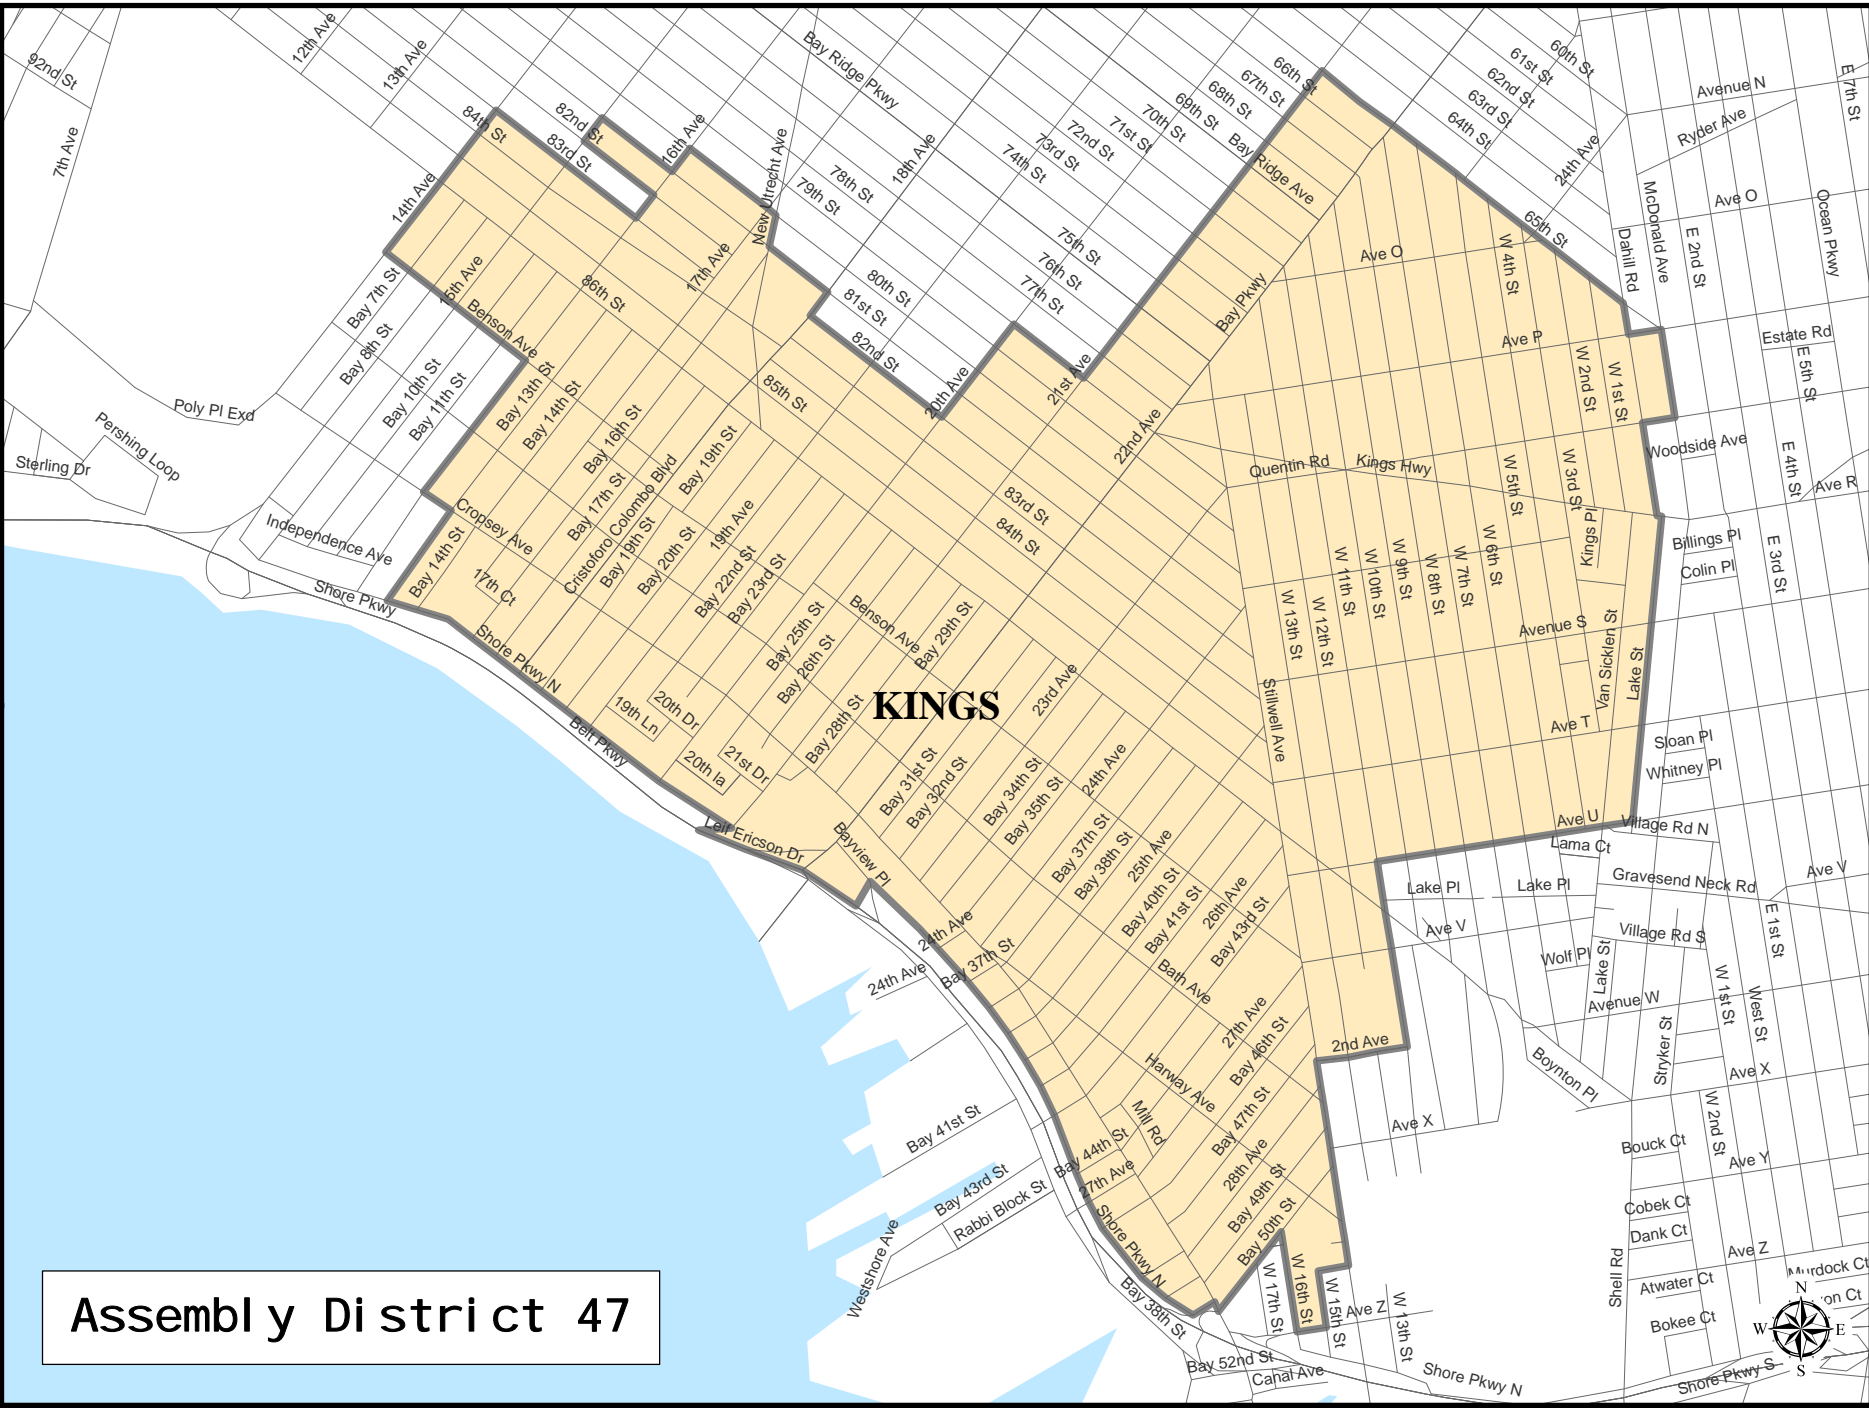 92nd St
12th Ave
13th Ave
Bay Ridge Pkwy
66th St
67th St
68th St
69th St
70th St
71st St
72nd St
73rd St
74th St
60th St
61st St
62nd St
63rd St
64th St
24th Ave
Avenue N
Ryder Ave
E 7th St
7th Ave
84th St
82nd St
83rd St
16th Ave
14th Ave
New Utrecht Ave
18th Ave
78th St
79th St
Bay Ridge Ave
65th St
Dahill Rd
McDonald Ave
E 2nd St
Ave O
Ocean Pkwy
75th St
76th St
77th St
80th St
81st St
82nd St
17th Ave
15th Ave
86th St
Bay 7th St
Bay 8th St
Benson Ave
Bay 10th St
Bay 11th St
Bay 13th St
Bay 14th St
85th St
20th Ave
21st Ave
22nd Ave
Bay Pkwy
Ave O
W 4th St
Ave P
W 2nd St
W 1st St
Estate Rd
E 5th St
Poly Pl Exd
Pershing Loop
Sterling Dr
Independence Ave
Shore Pkwy
Bay 14th St
Cropsey Ave
17th Ct
Bay 16th St
Bay 17th St
Cristoforo Colombo Blvd
Bay 19th St
Bay 19th St
Bay 20th St
19th Ave
Bay 22nd St
Bay 23rd St
83rd St
84th St
Quentin Rd
Kings Hwy
W 5th St
W 3rd St
Kings Pl
Woodside Ave
E 4th St
Ave R
Billings Pl
Colin Pl
E 3rd St
W 13th St
W 12th St
W 11th St
W 10th St
W 9th St
W 8th St
W 7th St
W 6th St
Avenue S
Van Sicklen St
Lake St
Shore Pkwy N
Belt Pkwy
19th Ln
20th Dr
20th la
21st Dr
Bay 25th St
Bay 26th St
Bay 28th St
Benson Ave
Bay 29th St
KINGS
23rd Ave
Stillwell Ave
Ave T
Sloan Pl
Whitney Pl
Leif Ericson Dr
Bayview Pl
Bay 31st St
Bay 32nd St
Bay 34th St
Bay 35th St
24th Ave
Bay 37th St
Bay 38th St
25th Ave
Bay 40th St
Bay 41st St
26th Ave
Bay 43rd St
Ave U
Village Rd N
Lama Ct
Lake Pl
Lake Pl
Gravesend Neck Rd
Ave V
Ave V
E 1st St
Village Rd S
Wolf Pl
Lake St
Avenue W
W 1st St
West St
Stryker St
24th Ave
Bay 37th St
24th Ave
Bath Ave
27th Ave
Bay 46th St
Harway Ave
Bay 47th St
Mill Rd
2nd Ave
Boynton Pl
Ave X
Ave X
W 2nd St
Bouck Ct
Ave Y
Bay 41st St
Bay 43rd St
Rabbi Block St
Westshore Ave
Bay 44th St
27th Ave
28th Ave
Bay 49th St
Bay 50th St
Shore Pkwy N
Bay 38th St
W 17th St
W 16th St
W 15th St
Ave Z
W 13th St
Bay 52nd St
Canal Ave
Shore Pkwy N
Cobek Ct
Dank Ct
Shell Rd
Ave Z
Atwater Ct
Bokee Ct
Murdock Ct
Shore Pkwy S
N
W
E
S
Assembly District 47